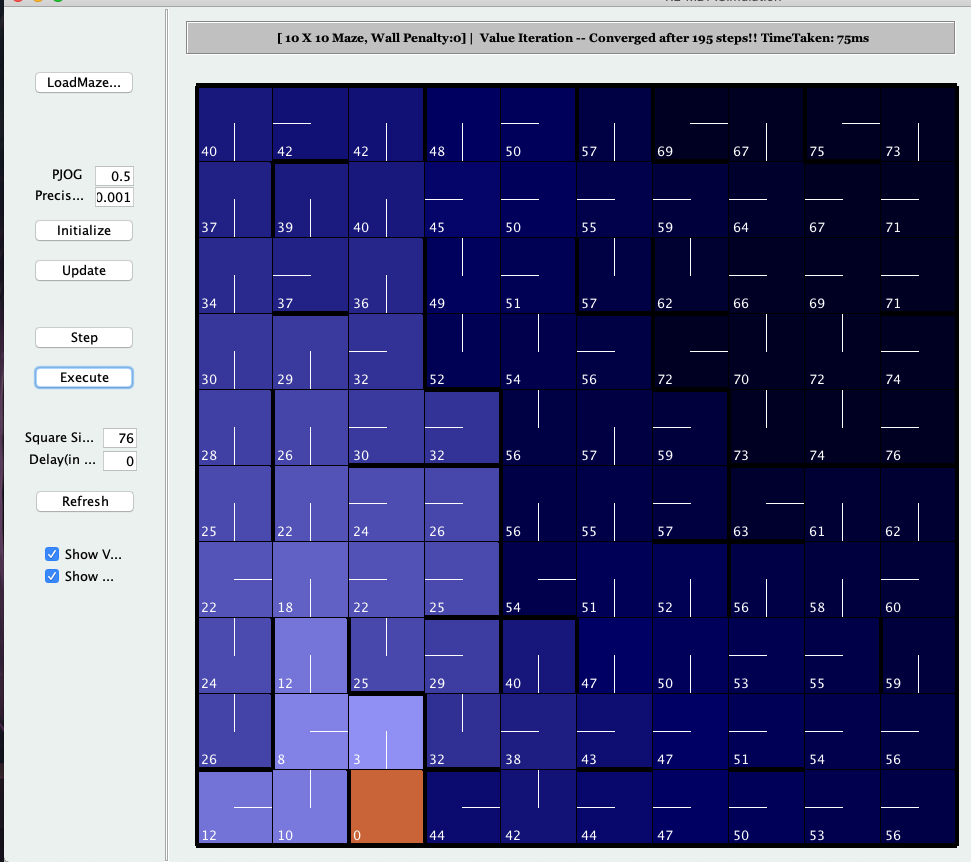 [ 10 X 10 Maze, Wall Penalty:0] | Value Iteration -- Converged after 195 steps!! TimeTaken: 75ms
LoadMaze...
PJOG 0.5
Precis... 0.001
Initialize
Update
Step
Execute
Square Si... 76
Delay(in ... 0
Refresh
Show V...
Show ...
40 42 42 48 50 57 69 67 75 73
37 39 40 45 50 55 59 64 67 71
34 37 36 49 51 57 62 66 69 71
30 29 32 52 54 56 72 70 72 74
28 26 30 32 56 57 59 73 74 76
25 22 24 26 56 55 57 63 61 62
22 18 22 25 54 51 52 56 58 60
24 12 25 29 40 47 50 53 55 59
26 8 3 32 38 43 47 51 54 56
12 10 0 44 42 44 47 50 53 56